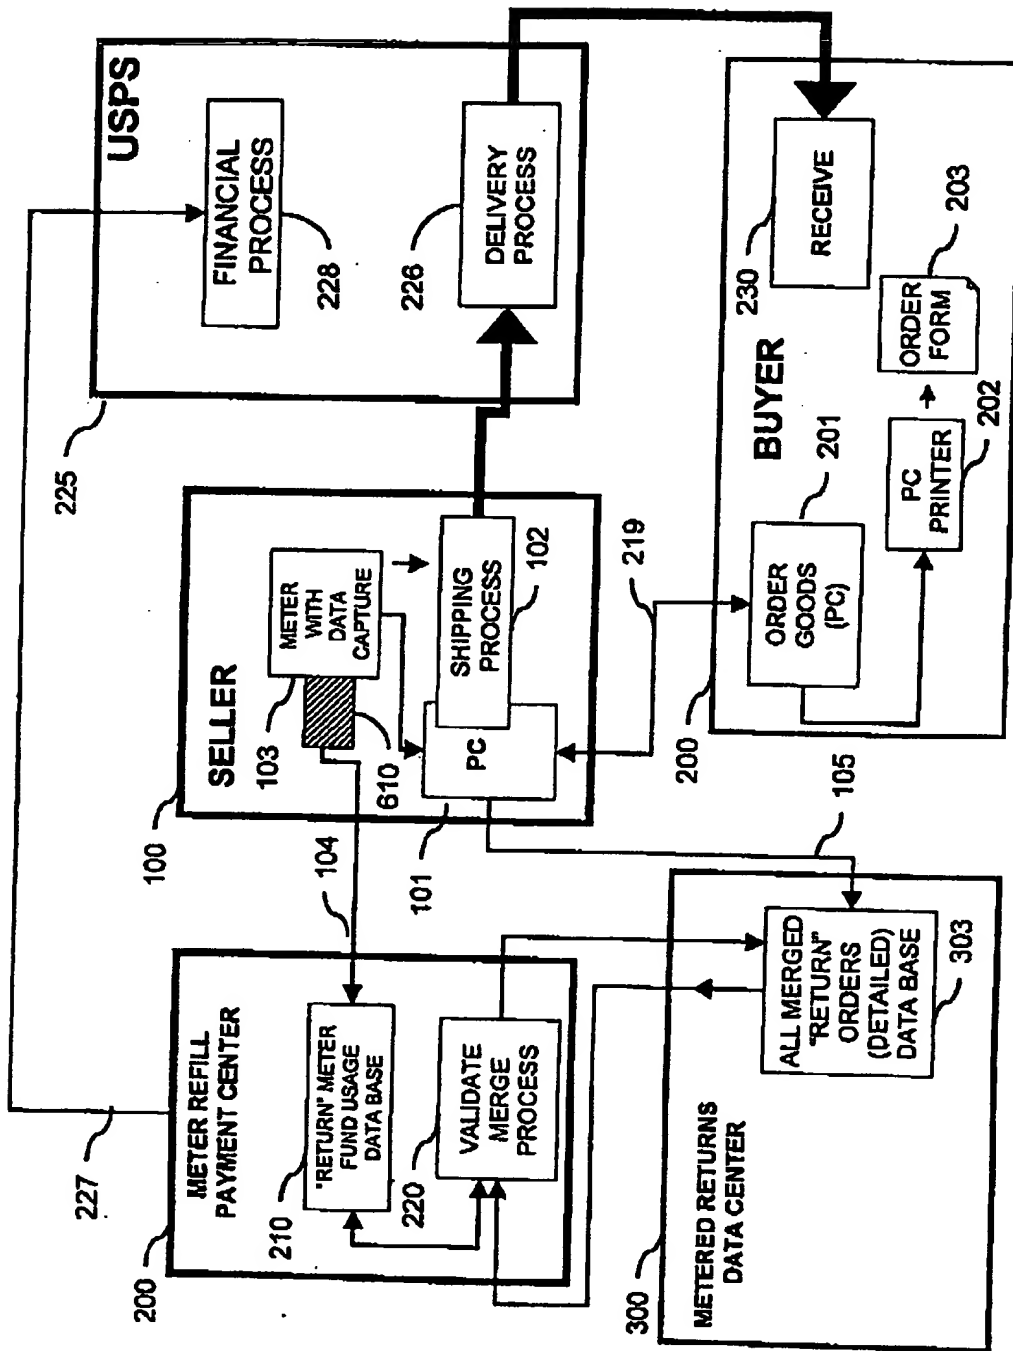 227
200
METER REFILL
PAYMENT CENTER
210
"RETURN" METER
FUND USAGE
DATA BASE
220
VALIDATE
MERGE
PROCESS
104
100
SELLER
103
METER
WITH
DATA
CAPTURE
610
101
PC
SHIPPING
PROCESS
102
225
USPS
FINANCIAL
PROCESS
228
226
DELIVERY
PROCESS
300
METERED RETURNS
DATA CENTER
ALL MERGED
"RETURN"
ORDERS
(DETAILED)
DATA BASE
303
105
219
200
BUYER
ORDER
GOODS
(PC)
201
PC
PRINTER
202
ORDER
FORM
203
230
RECEIVE